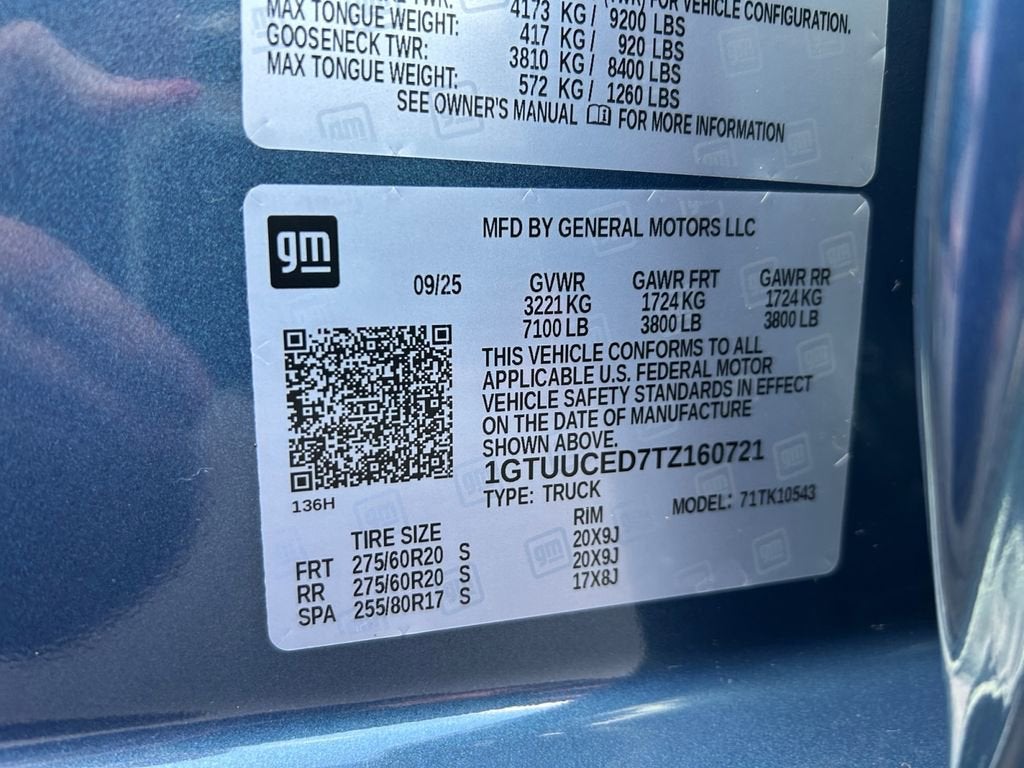 TWR: (TWR) FOR VEHICLE CONFIGURATION.
MAX TONGUE WEIGHT: 4173 KG / 9200 LBS
GOOSENECK TWR: 417 KG / 920 LBS
MAX TONGUE WEIGHT: 3810 KG / 8400 LBS
572 KG / 1260 LBS
SEE OWNER'S MANUAL FOR MORE INFORMATION
gm
MFD BY GENERAL MOTORS LLC
09/25 GVWR GAWR FRT GAWR RR
3221 KG 1724 KG 1724 KG
7100 LB 3800 LB 3800 LB
THIS VEHICLE CONFORMS TO ALL
APPLICABLE U.S. FEDERAL MOTOR
VEHICLE SAFETY STANDARDS IN EFFECT
ON THE DATE OF MANUFACTURE
SHOWN ABOVE.
1GTUUCED7TZ160721
TYPE: TRUCK MODEL: 71TK10543
136H
TIRE SIZE RIM
FRT 275/60R20 S 20X9J
RR 275/60R20 S 20X9J
SPA 255/80R17 S 17X8J